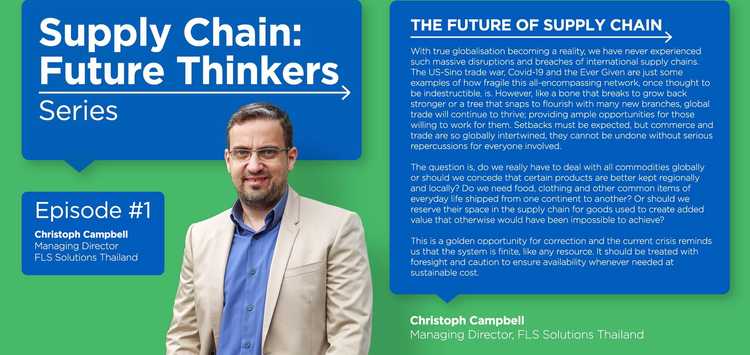 Supply Chain:
Future Thinkers
Series
Episode #1
Christoph Campbell
Managing Director
FLS Solutions Thailand
THE FUTURE OF SUPPLY CHAIN
With true globalisation becoming a reality, we have never experienced
such massive disruptions and breaches of international supply chains.
The US-Sino trade war, Covid-19 and the Ever Given are just some
examples of how fragile this all-encompassing network, once thought to
be indestructible, is. However, like a bone that breaks to grow back
stronger or a tree that snaps to flourish with many new branches, global
trade will continue to thrive; providing ample opportunities for those
willing to work for them. Setbacks must be expected, but commerce and
trade are so globally intertwined, they cannot be undone without serious
repercussions for everyone involved.
The question is, do we really have to deal with all commodities globally
or should we concede that certain products are better kept regionally
and locally? Do we need food, clothing and other common items of
everyday life shipped from one continent to another? Or should we
reserve their space in the supply chain for goods used to create added
value that otherwise would have been impossible to achieve?
This is a golden opportunity for correction and the current crisis reminds
us that the system is finite, like any resource. It should be treated with
foresight and caution to ensure availability whenever needed at
sustainable cost.
Christoph Campbell
Managing Director, FLS Solutions Thailand